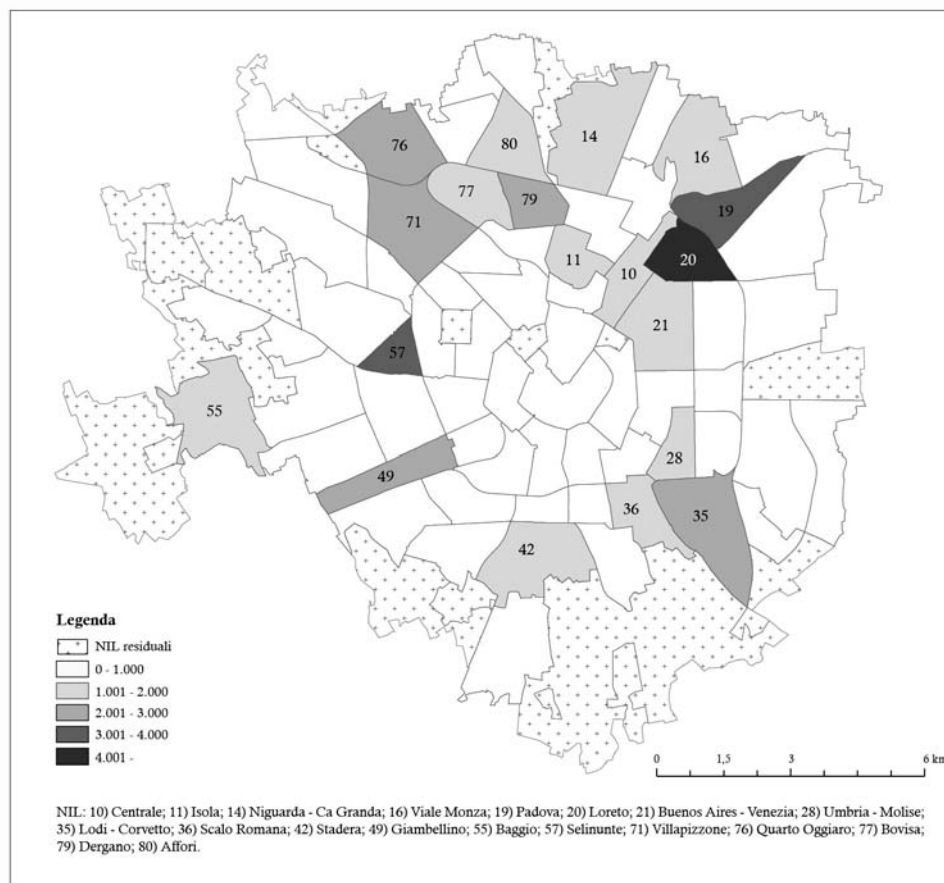 76
80
14
16
77
79
19
71
11
10
20
21
57
55
28
49
36
35
42
Legenda
NIL residuali
0 - 1.000
1.001 - 2.000
2.001 - 3.000
3.001 - 4.000
4.001 -
0 1,5 3 6 km
NIL: 10) Centrale; 11) Isola; 14) Niguarda - Ca Granda; 16) Viale Monza; 19) Padova; 20) Loreto; 21) Buenos Aires - Venezia; 28) Umbria - Molise;
35) Lodi - Corvetto; 36) Scalo Romana; 42) Stadera; 49) Giambellino; 55) Baggio; 57) Selinunte; 71) Villapizzone; 76) Quarto Oggiaro; 77) Bovisa;
79) Dergano; 80) Affori.